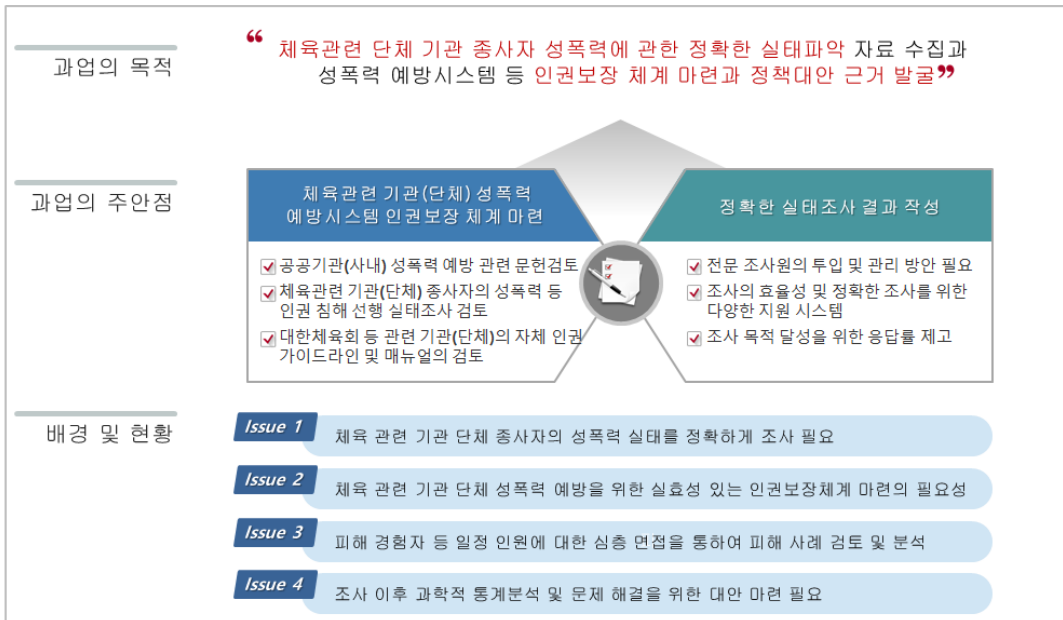 과업의 목적
❝ 체육관련 단체 기관 종사자 성폭력에 관한 정확한 실태파악 자료 수집과
성폭력 예방시스템 등 인권보장 체계 마련과 정책대안 근거 발굴❞
과업의 주안점
체육관련 기관(단체) 성폭력
예방시스템 인권보장 체계 마련
공공기관(사내) 성폭력 예방 관련 문헌검토
체육관련 기관(단체) 종사자의 성폭력 등
인권 침해 선행 실태조사 검토
대한체육회 등 관련 기관(단체)의 자체 인권
가이드라인 및 매뉴얼의 검토
정확한 실태조사 결과 작성
전문 조사원의 투입 및 관리 방안 필요
조사의 효율성 및 정확한 조사를 위한
다양한 지원 시스템
조사 목적 달성을 위한 응답률 제고
배경 및 현황
Issue 1 체육 관련 기관 단체 종사자의 성폭력 실태를 정확하게 조사 필요
Issue 2 체육 관련 기관 단체 성폭력 예방을 위한 실효성 있는 인권보장체계 마련의 필요성
Issue 3 피해 경험자 등 일정 인원에 대한 심층 면접을 통하여 피해 사례 검토 및 분석
Issue 4 조사 이후 과학적 통계분석 및 문제 해결을 위한 대안 마련 필요